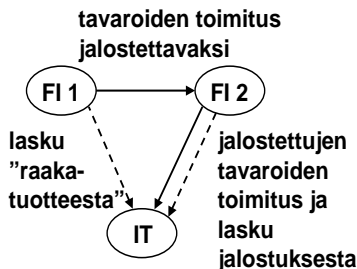 tavaroiden toimitus
jalostettavaksi
FI 1
FI 2
lasku
”raaka-
tuotteesta”
jalostettujen
tavaroiden
toimitus ja
lasku
jalostuksesta
IT